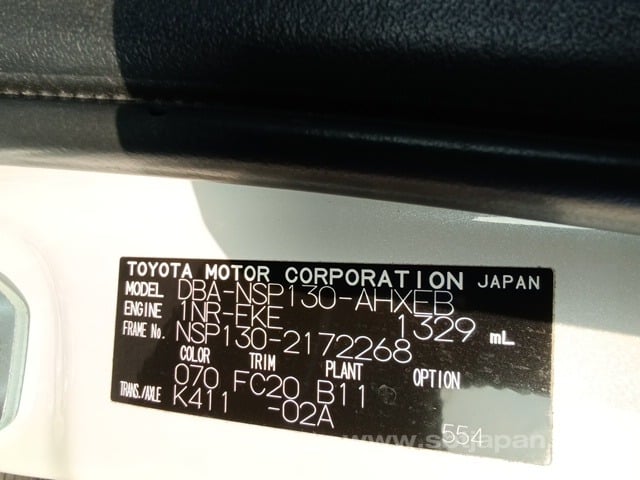 TOYOTA MOTOR CORPORATION JAPAN
MODEL DBA-NSP130-AHXEB
ENGINE 1NR-FKE 1329 mL
FRAME No. NSP130-2172268
COLOR TRIM PLANT OPTION
070 FC20 B11
TRANS./AXLE K411 -02A
554